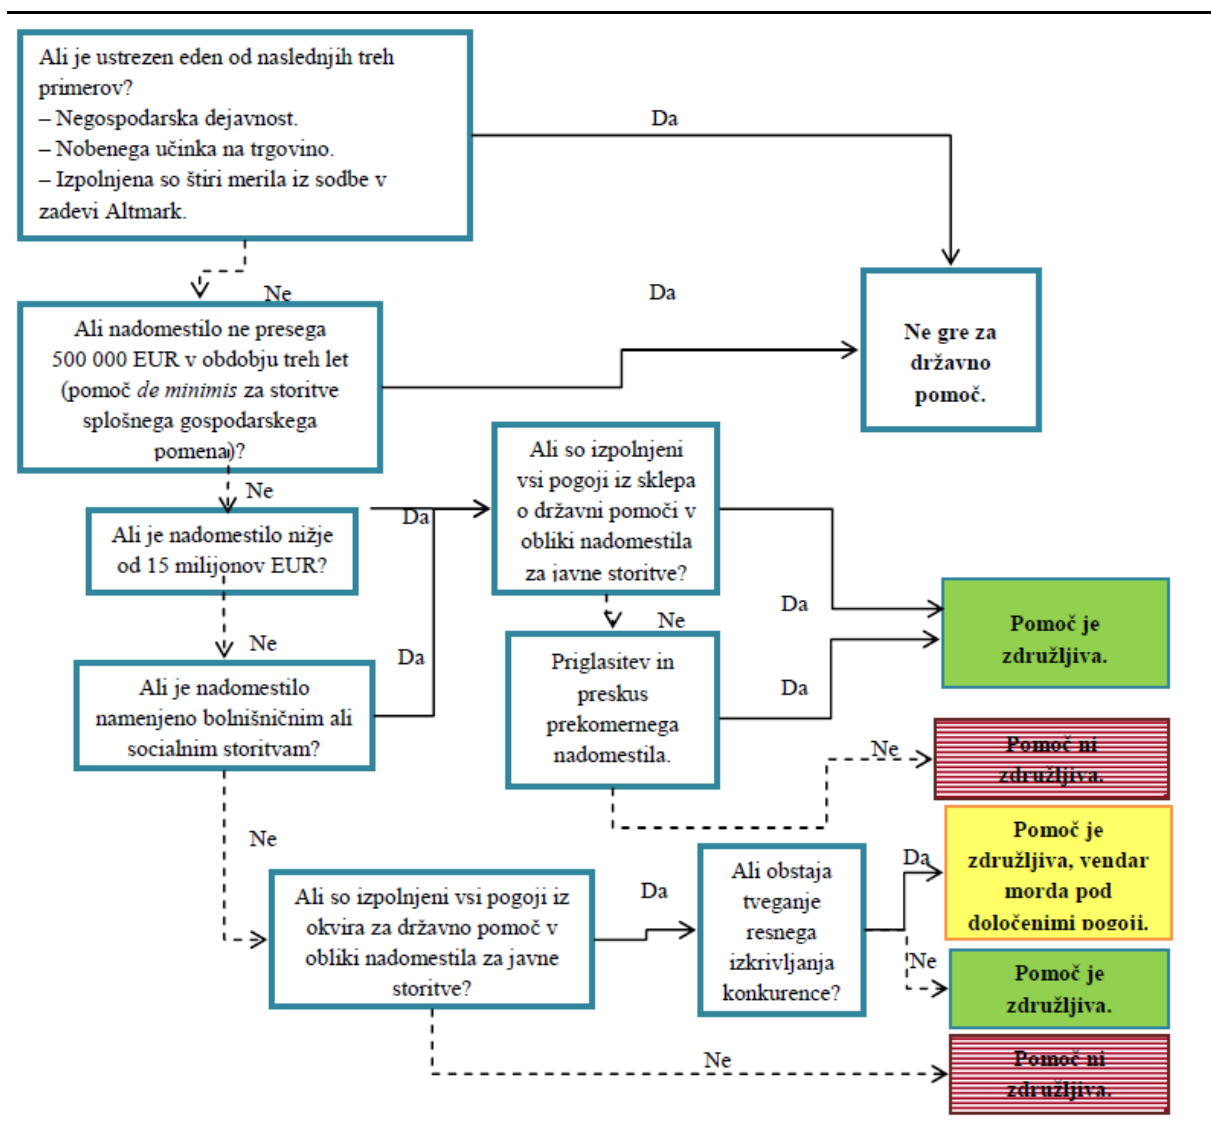 Ali je ustrezen eden od naslednjih treh
primerov?
– Negospodarska dejavnost.
– Nobenega učinka na trgovino.
– Izpolnjena so štiri merila iz sodbe v
zadevi Altmark.
Da
Ne
Ali nadomestilo ne presega
500 000 EUR v obdobju treh let
(pomoč de minimis za storitve
splošnega gospodarskega
pomena)?
Da
Ne gre za
državno
pomoč.
Ne
Ali je nadomestilo nižje
od 15 milijonov EUR?
Da
Ali so izpolnjeni
vsi pogoji iz sklepa
o državni pomoči v
obliki nadomestila
za javne storitve?
Da
Pomoč je
združljiva.
Ne
Ali je nadomestilo
namenjeno bolnišničnim ali
socialnim storitvam?
Da
Ne
Priglasitev in
preskus
prekomernega
nadomestila.
Da
Ne
Pomoč ni
združljiva.
Ne
Ali so izpolnjeni vsi pogoji iz
okvira za državno pomoč v
obliki nadomestila za javne
storitve?
Da
Ali obstaja
tveganje
resnega
izkrivljanja
konkurence?
Da
Pomoč je
združljiva, vendar
morda pod
določenimi pogoji.
Ne
Pomoč je
združljiva.
Ne
Pomoč ni
združljiva.